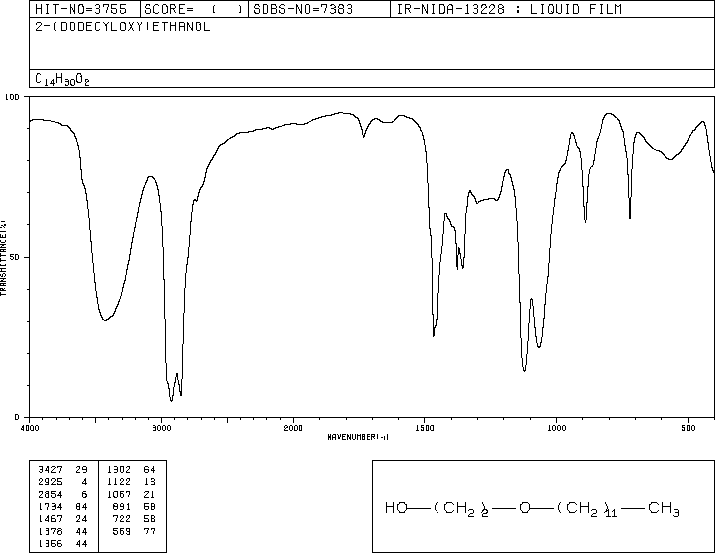 HIT-NO=3755 SCORE= ( ) SDBS-NO=7383 IR-NIDA-13228 : LIQUID FILM
2-(DODECYLOXY)ETHANOL
C14H30O2
100
50
0
TRANSMITTANCE(%)
4000 3000 2000 1500 1000 500
WAVENUMBER(-1)
3427 29 1302 64
2925 4 1122 13
2854 6 1067 21
1734 84 891 58
1467 24 722 58
1378 44 569 77
1356 44
HO—(CH2)2—O—(CH2)11—CH3